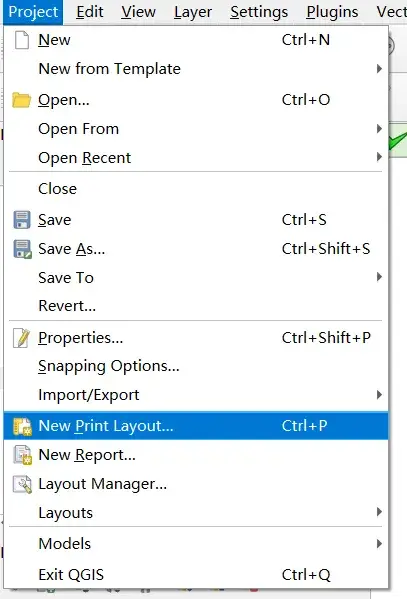 Project Edit View Layer Settings Plugins Vect
New Ctrl+N
New from Template
Open... Ctrl+O
Open From
Open Recent
Close
Save Ctrl+S
Save As... Ctrl+Shift+S
Save To
Revert...
Properties... Ctrl+Shift+P
Snapping Options...
Import/Export
New Print Layout... Ctrl+P
New Report...
Layout Manager...
Layouts
Models
Exit QGIS Ctrl+Q